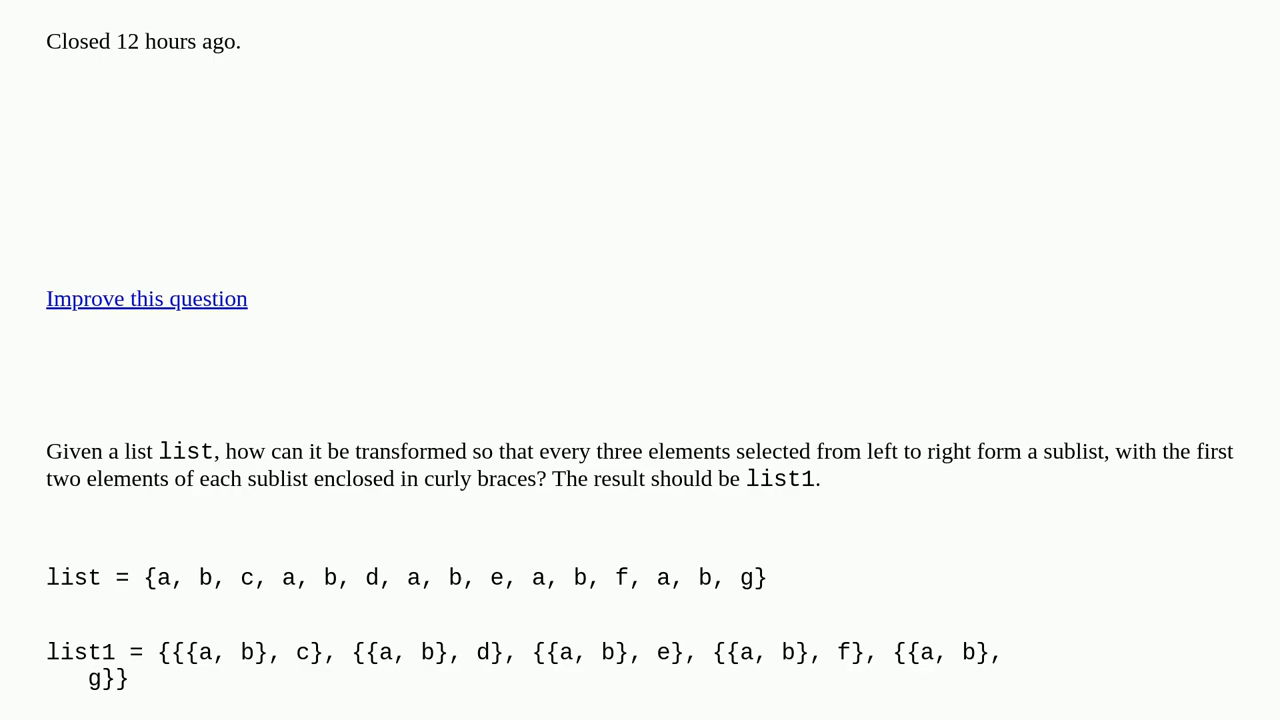 Closed 12 hours ago.
Improve this question
Given a list list, how can it be transformed so that every three elements selected from left to right form a sublist, with the first
two elements of each sublist enclosed in curly braces? The result should be list1.
list = {a, b, c, a, b, d, a, b, e, a, b, f, a, b, g}
list1 = {{{a, b}, c}, {{a, b}, d}, {{a, b}, e}, {{a, b}, f}, {{a, b},
g}}